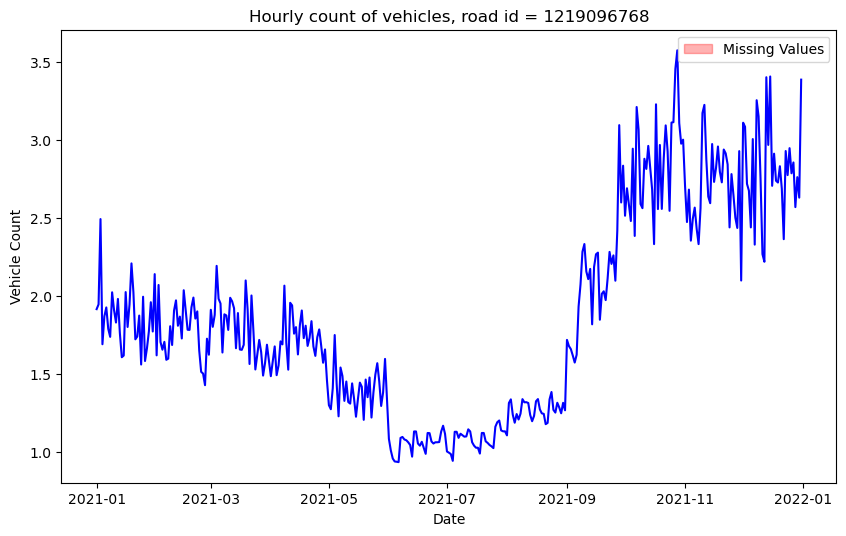 Hourly count of vehicles, road id = 1219096768
Missing Values
3.5
3.0
2.5
2.0
1.5
1.0
Vehicle Count
2021-01 2021-03 2021-05 2021-07 2021-09 2021-11 2022-01
Date